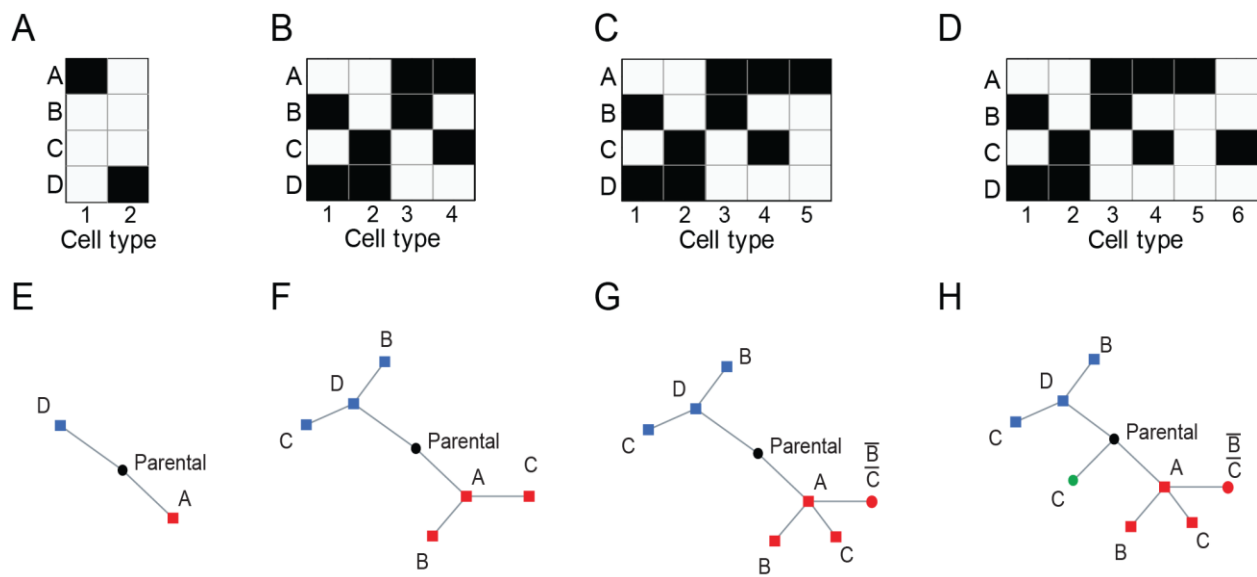 A
B
C
D
A
B
C
D
1 2
Cell type
A
B
C
D
1 2 3 4
Cell type
A
B
C
D
1 2 3 4 5
Cell type
A
B
C
D
1 2 3 4 5 6
Cell type
E
F
G
H
D
Parental
A
B
D
C
Parental
A
C
B
B
D
C
Parental
B̅
C̅
A
B
C
B
D
C
Parental
B̅
C̅
A
C
B
C